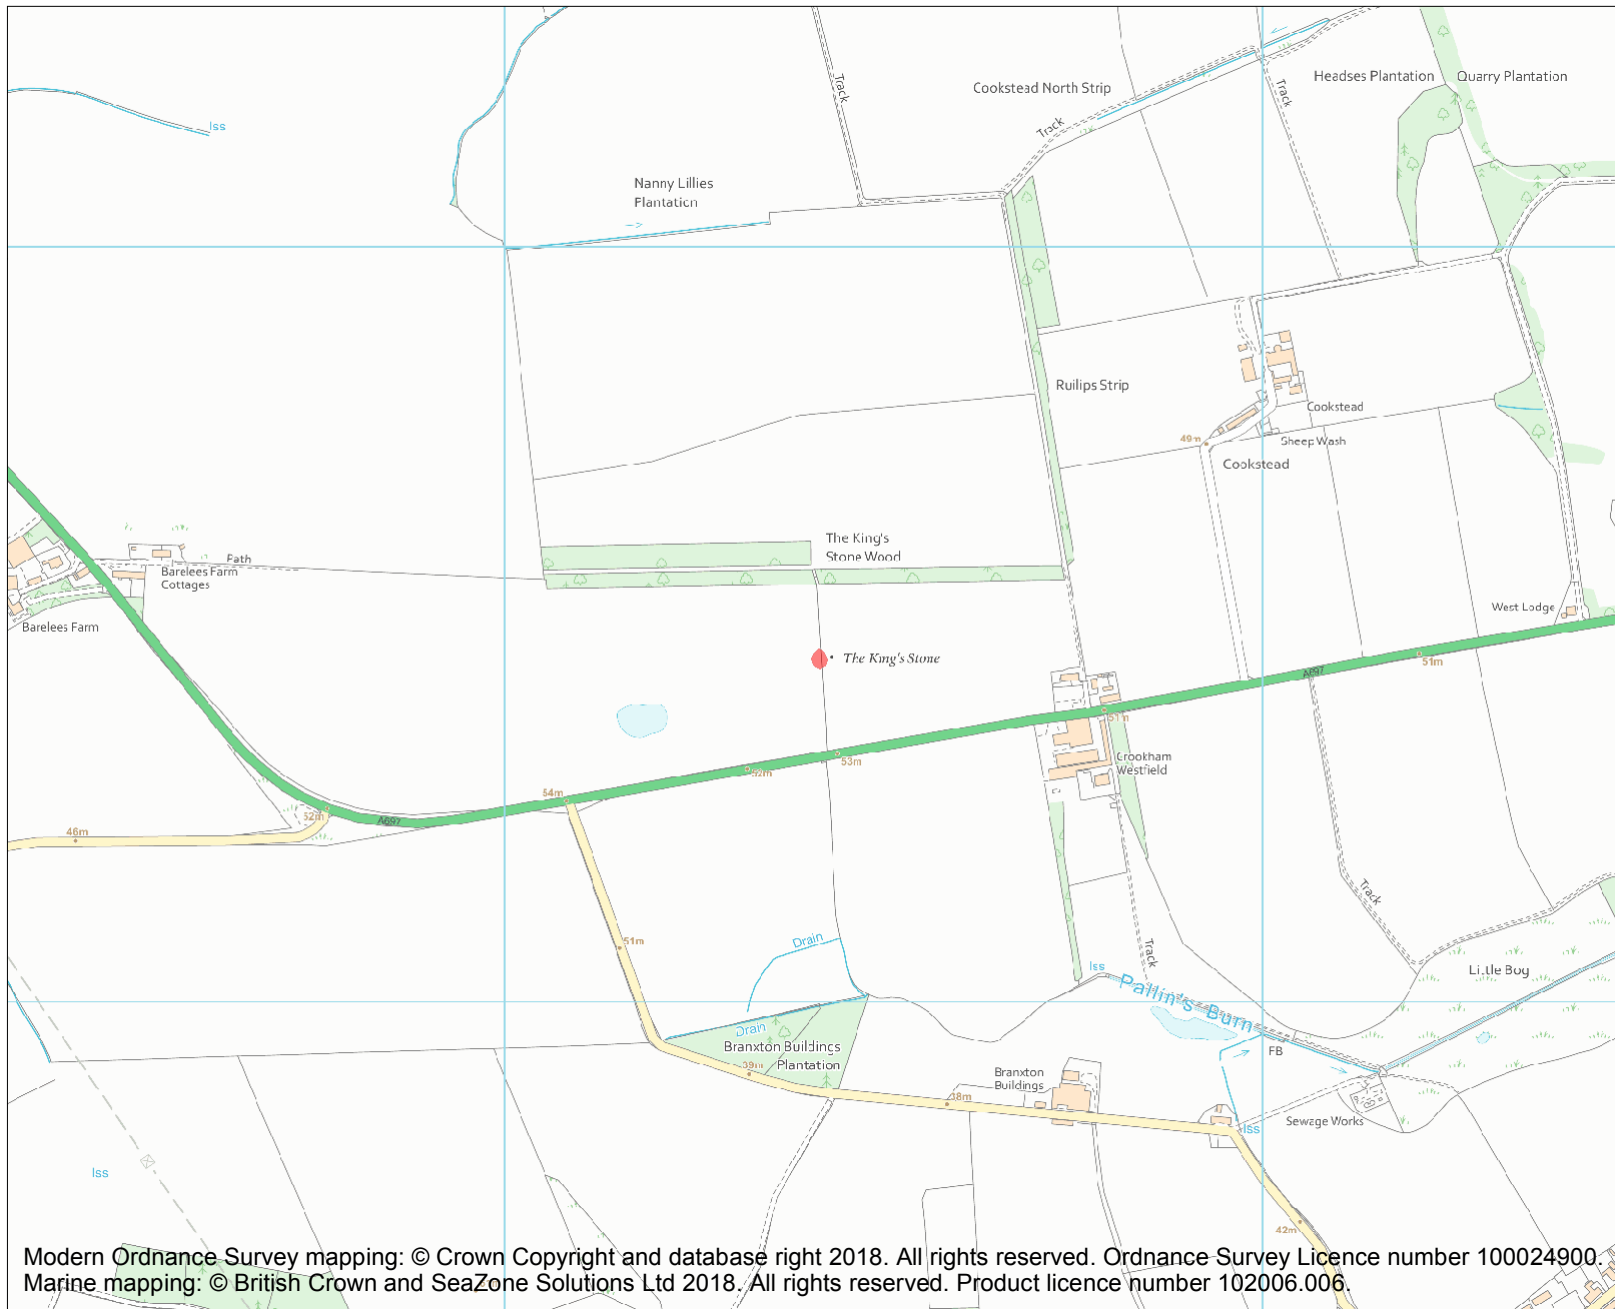 Track
Cookstead North Strip
Track
Track
Headses Plantation
Quarry Plantation
Iss
Nanny Lillies
Plantation
Ruilips Strip
Cookstead
49m
Sheep Wash
Cookstead
The King's
Stone Wood
Path
Barelees Farm
Cottages
Barelees Farm
West Lodge
The King's Stone
51m
A697
51m
Crookham
Westfield
53m
52m
54m
52m
A697
46m
Track
51m
Drain
Track
Iss
Little Bog
Pallin's Burn
Drain
Branxton Buildings
Plantation
FB
39m
Branxton
Buildings
38m
Sewage Works
Iss
Iss
42m
Modern Ordnance Survey mapping: © Crown Copyright and database right 2018. All rights reserved. Ordnance Survey Licence number 100024900.
Marine mapping: © British Crown and SeaZone Solutions Ltd 2018. All rights reserved. Product licence number 102006.006.